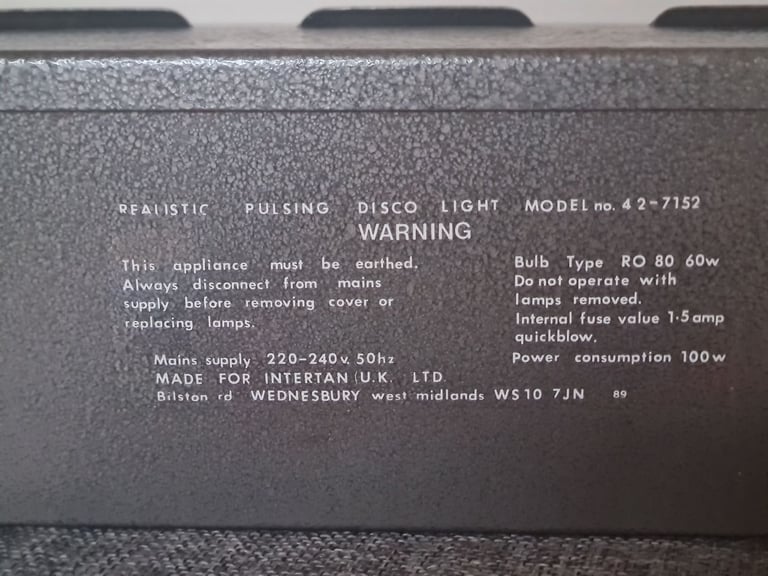 REALISTIC PULSING DISCO LIGHT MODEL no. 42-7152
WARNING
This appliance must be earthed.
Always disconnect from mains
supply before removing cover or
replacing lamps.
Bulb Type RO 80 60w
Do not operate with
lamps removed.
Internal fuse value 1·5 amp
quickblow.
Mains supply 220-240v. 50hz
Power consumption 100w
MADE FOR INTERTAN (U.K. LTD.
Bilston rd WEDNESBURY west midlands WS10 7JN 89